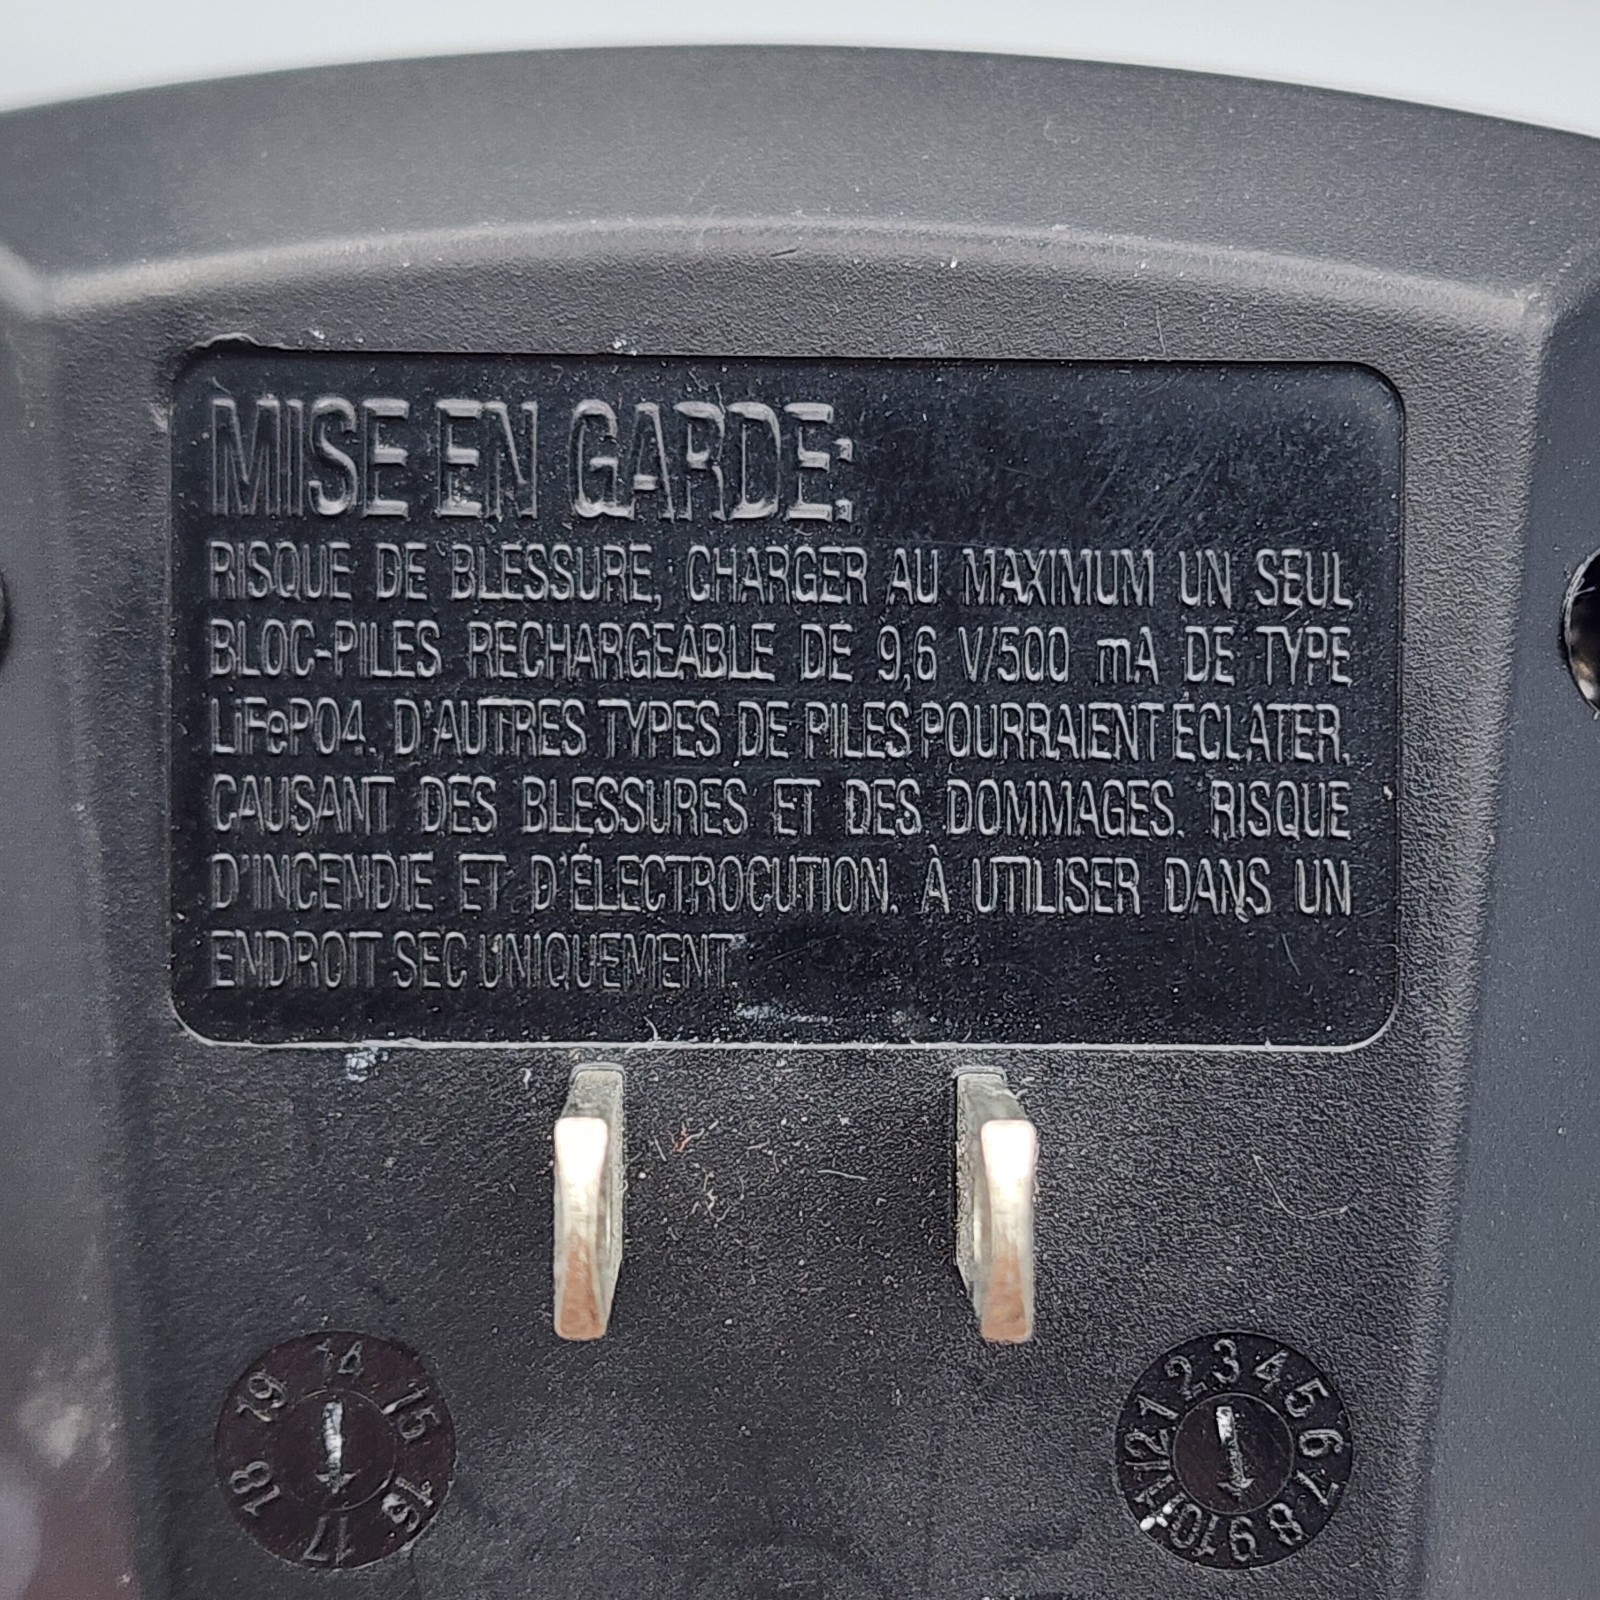 MISE EN GARDE:
RISQUE DE BLESSURE, CHARGER AU MAXIMUM UN SEUL
BLOC-PILES RECHARGEABLE DE 9,6 V/500 mA DE TYPE
LiFePO4. D'AUTRES TYPES DE PILES POURRAIENT ÉCLATER,
CAUSANT DES BLESSURES ET DES DOMMAGES. RISQUE
D'INCENDIE ET D'ÉLECTROCUTION. À UTILISER DANS UN
ENDROIT SEC UNIQUEMENT.
14 15 16 17 18 19
1 2 3 4 5 6 7 8 9 10 11 12